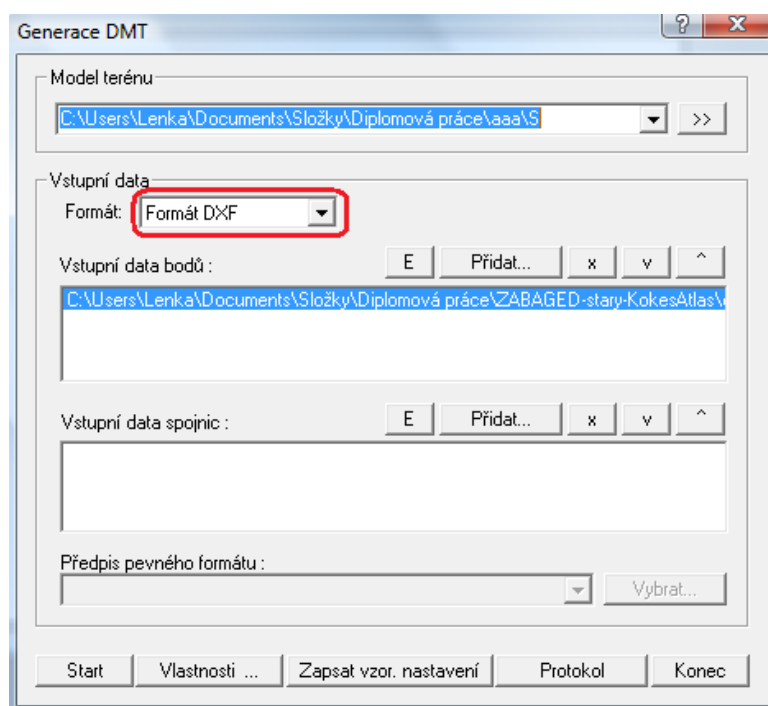 Generace DMT
Model terénu
C:\Users\Lenka\Documents\Složky\Diplomová práce\aaa\S
>>
Vstupní data
Formát: Formát DXF
Vstupní data bodů : E Přidat... x v ^
C:\Users\Lenka\Documents\Složky\Diplomová práce\ZABAGED-stary-KokesAtlas\
Vstupní data spojnic : E Přidat... x v ^
Předpis pevného formátu :
Vybrat...
Start Vlastnosti ... Zapsat vzor. nastavení Protokol Konec